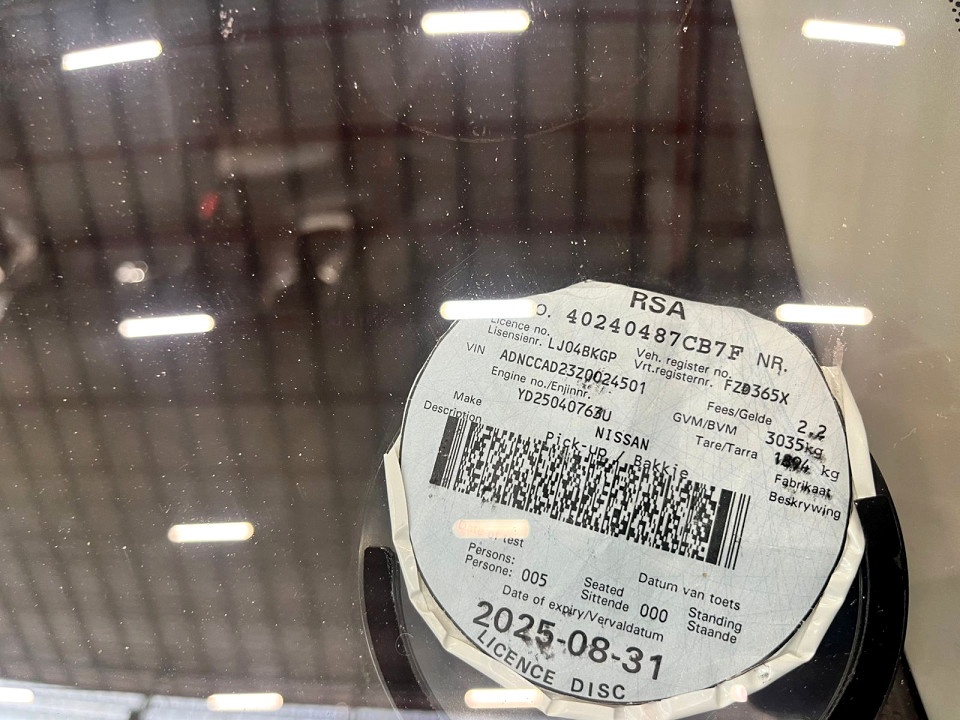 RSA
O. 40240487CB7F NR.
Licence no.
Lisensienr. LJ04BKGP
Veh. register no.
Vrt.registernr. FZD365X
VIN ADNCCAD23Z0024501
Engine no./Enjinnr.
YD25040763U
Fees/Gelde 2.2
GVM/BVM 3035kg
Tare/Tarra kg
Make NISSAN Fabrikaat
Description Pick-up / Bakkie Beskrywing
test Datum van toets
Persons:
Persone: 005
Seated
Sittende 000
Standing
Staande
Date of expiry/Vervaldatum
2025-08-31
LICENCE DISC